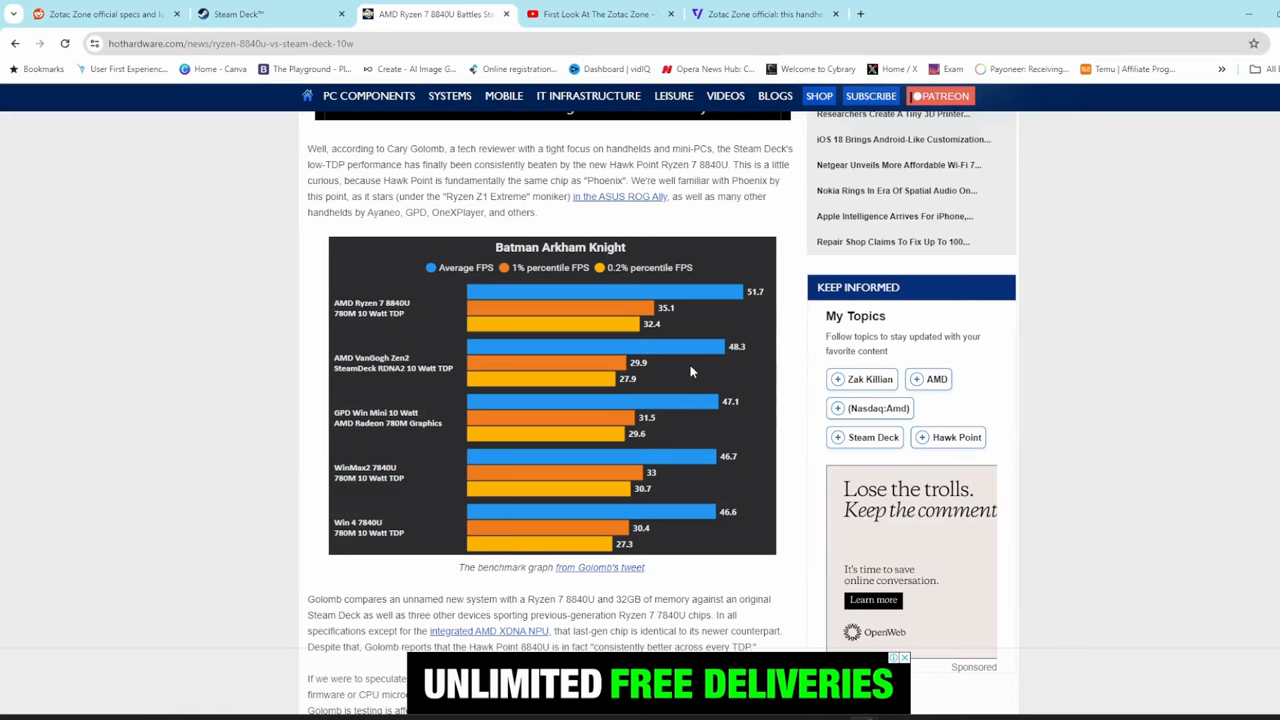 Zotac Zone official specs and lo
Steam Deck™
AMD Ryzen 7 8840U Battles Ste
First Look At The Zotac Zone -
Zotac Zone official: this handhe
hothardware.com/news/ryzen-8840u-vs-steam-deck-10w
Bookmarks
User First Experienc...
Home - Canva
The Playground - Pl...
Create - AI Image G...
Online registration...
Dashboard | vidIQ
Opera News Hub: C...
Welcome to Cybrary
Home / X
Exam
Payoneer: Receiving...
Temu | Affiliate Prog...
PC COMPONENTS
SYSTEMS
MOBILE
IT INFRASTRUCTURE
LEISURE
VIDEOS
BLOGS
SHOP
SUBSCRIBE
PATREON
Well, according to Cary Golomb, a tech reviewer with a tight focus on handhelds and mini-PCs, the Steam Deck's
low-TDP performance has finally been consistently beaten by the new Hawk Point Ryzen 7 8840U. This is a little
curious, because Hawk Point is fundamentally the same chip as "Phoenix". We're well familiar with Phoenix by
this point, as it stars (under the "Ryzen Z1 Extreme" moniker) in the ASUS ROG Ally, as well as many other
handhelds by Ayaneo, GPD, OneXPlayer, and others.
Batman Arkham Knight
Average FPS
1% percentile FPS
0.2% percentile FPS
AMD Ryzen 7 8840U
780M 10 Watt TDP
51.7
35.1
32.4
AMD VanGogh Zen2
SteamDeck RDNA2 10 Watt TDP
48.3
29.9
27.9
GPD Win Mini 10 Watt
AMD Radeon 780M Graphics
47.1
31.5
29.6
WinMax2 7840U
780M 10 Watt TDP
46.7
33
30.7
Win 4 7840U
780M 10 Watt TDP
46.6
30.4
27.3
The benchmark graph from Golomb's tweet.
Golomb compares an unnamed new system with a Ryzen 7 8840U and 32GB of memory against an original
Steam Deck as well as three other devices sporting previous-generation Ryzen 7 7840U chips. In all
specifications except for the integrated AMD XDNA NPU, that last-gen chip is identical to its newer counterpart.
Despite that, Golomb reports that the Hawk Point 8840U is in fact "consistently better across every TDP."
If we were to speculate
firmware or CPU micro
Golomb is testing is aff
Researchers Create A Tiny 3D Printer...
iOS 18 Brings Android-Like Customization...
Netgear Unveils More Affordable Wi-Fi 7...
Nokia Rings In Era Of Spatial Audio On...
Apple Intelligence Arrives For iPhone,...
Repair Shop Claims To Fix Up To 100...
KEEP INFORMED
My Topics
Follow topics to stay updated with your
favorite content
Zak Killian
AMD
(Nasdaq:Amd)
Steam Deck
Hawk Point
Lose the trolls.
Keep the comment
It's time to save
online conversation.
Learn more
OpenWeb
Sponsored
UNLIMITED FREE DELIVERIES